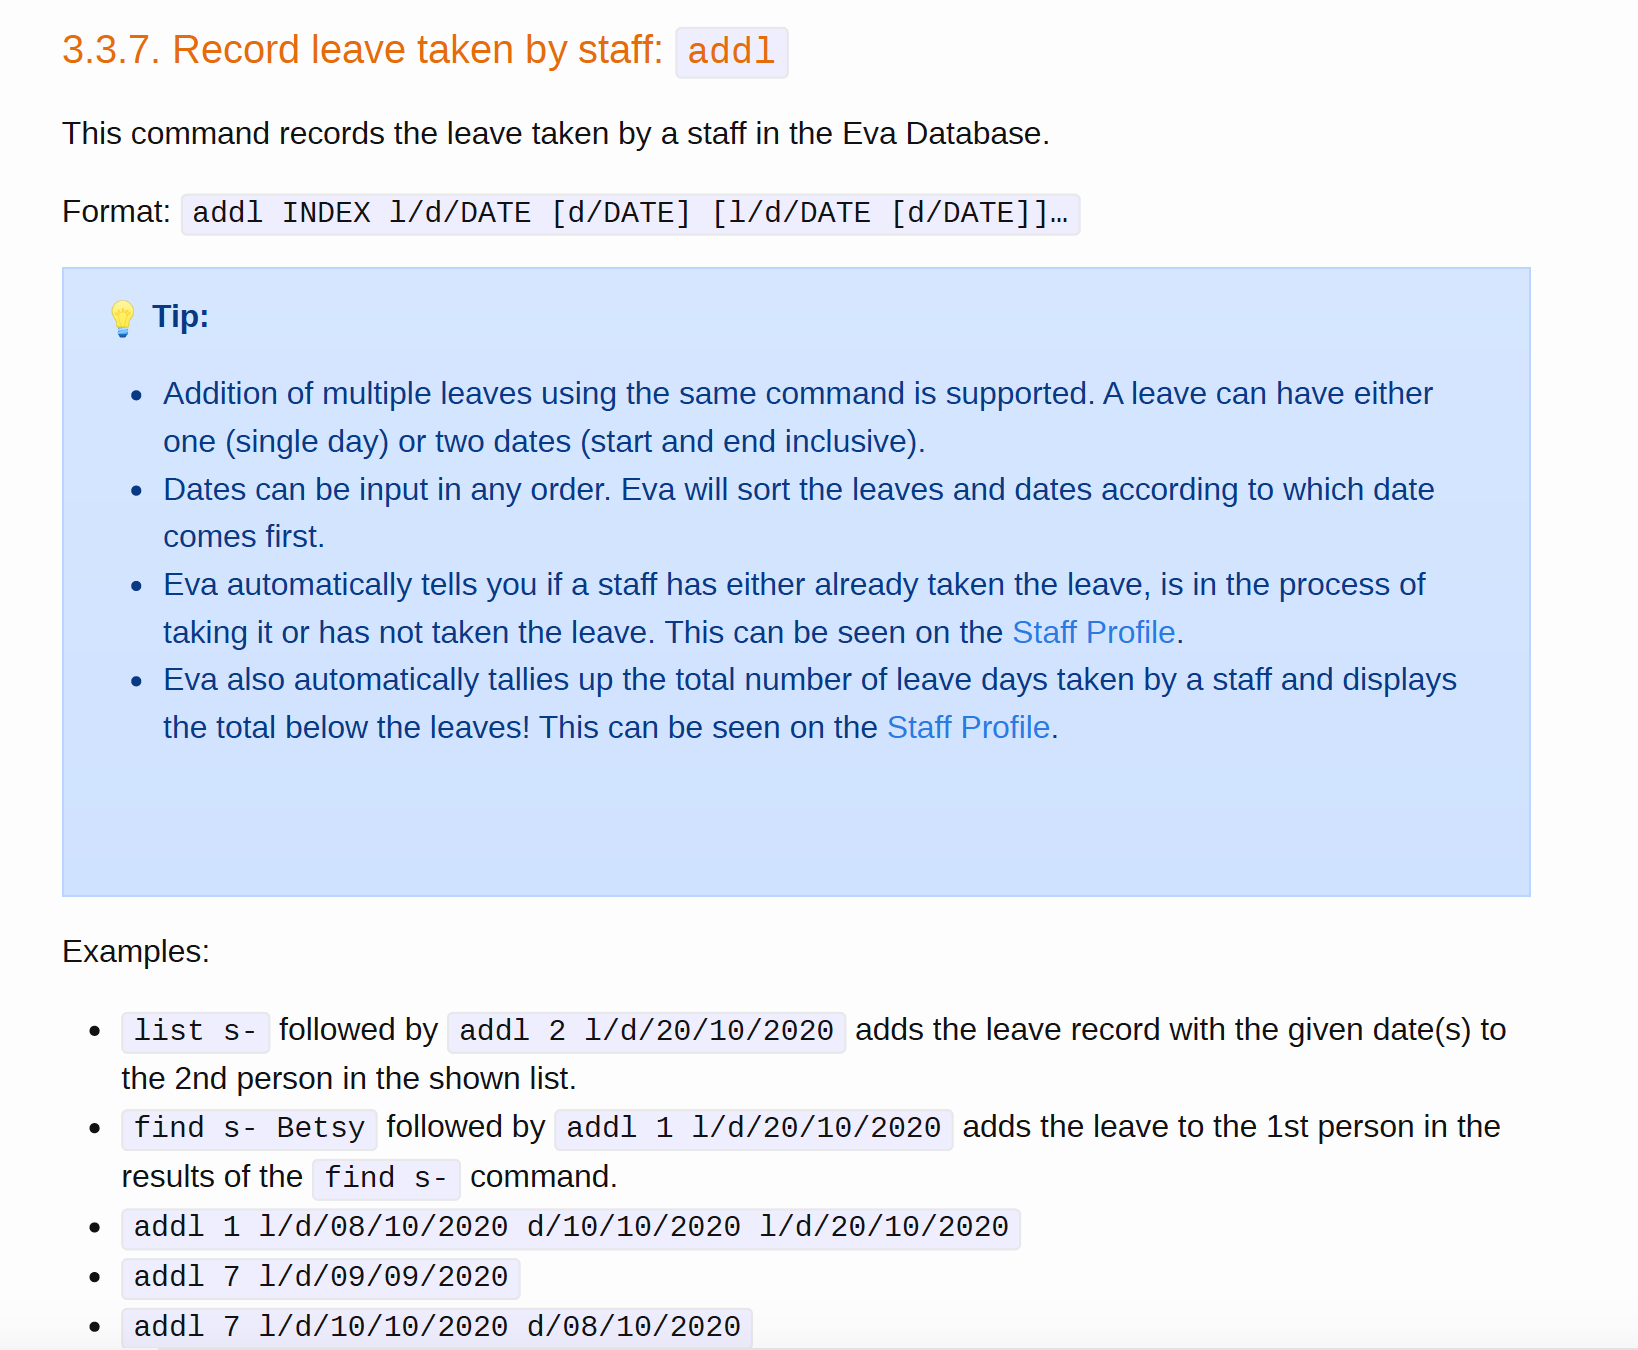 3.3.7. Record leave taken by staff: addl
This command records the leave taken by a staff in the Eva Database.
Format: addl INDEX l/d/DATE [d/DATE] [l/d/DATE [d/DATE]]…
💡 Tip:
• Addition of multiple leaves using the same command is supported. A leave can have either
one (single day) or two dates (start and end inclusive).
• Dates can be input in any order. Eva will sort the leaves and dates according to which date
comes first.
• Eva automatically tells you if a staff has either already taken the leave, is in the process of
taking it or has not taken the leave. This can be seen on the Staff Profile.
• Eva also automatically tallies up the total number of leave days taken by a staff and displays
the total below the leaves! This can be seen on the Staff Profile.
Examples:
• list s- followed by addl 2 l/d/20/10/2020 adds the leave record with the given date(s) to
the 2nd person in the shown list.
• find s- Betsy followed by addl 1 l/d/20/10/2020 adds the leave to the 1st person in the
results of the find s- command.
• addl 1 l/d/08/10/2020 d/10/10/2020 l/d/20/10/2020
• addl 7 l/d/09/09/2020
• addl 7 l/d/10/10/2020 d/08/10/2020